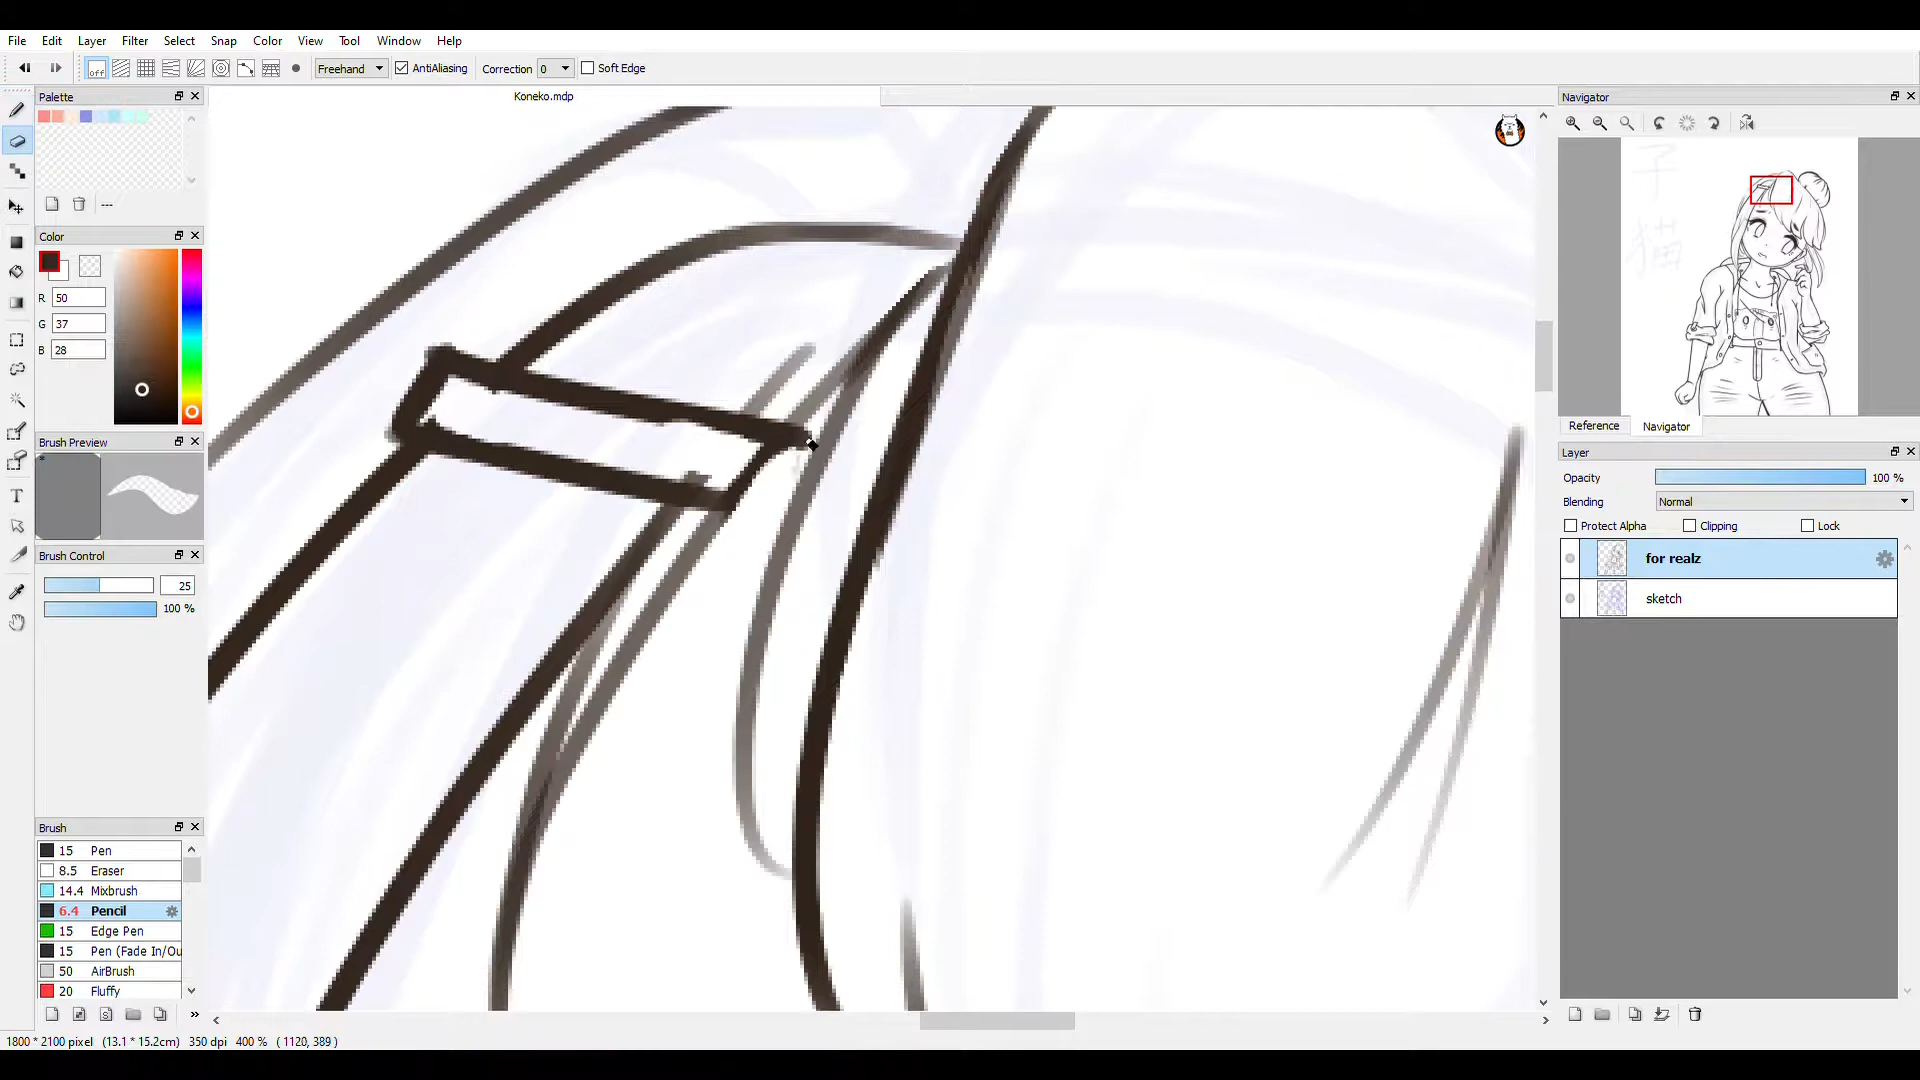 File Edit Layer Filter Select Snap Color View Tool Window Help
off Freehand AntiAliasing Correction 0 Soft Edge
Palette
Koneko.mdp
Navigator
---
Color
R 50
G 37
B 28
子
猫
Reference Navigator
Brush Preview
Layer
Opacity 100 %
Blending Normal
Protect Alpha Clipping Lock
Brush Control
for realz
25
sketch
100 %
Brush
15 Pen
8.5 Eraser
14.4 Mixbrush
6.4 Pencil
15 Edge Pen
15 Pen (Fade In/Ou
50 AirBrush
20 Fluffy
1800 * 2100 pixel (13.1 * 15.2cm) 350 dpi 400 % ( 1120, 389 )